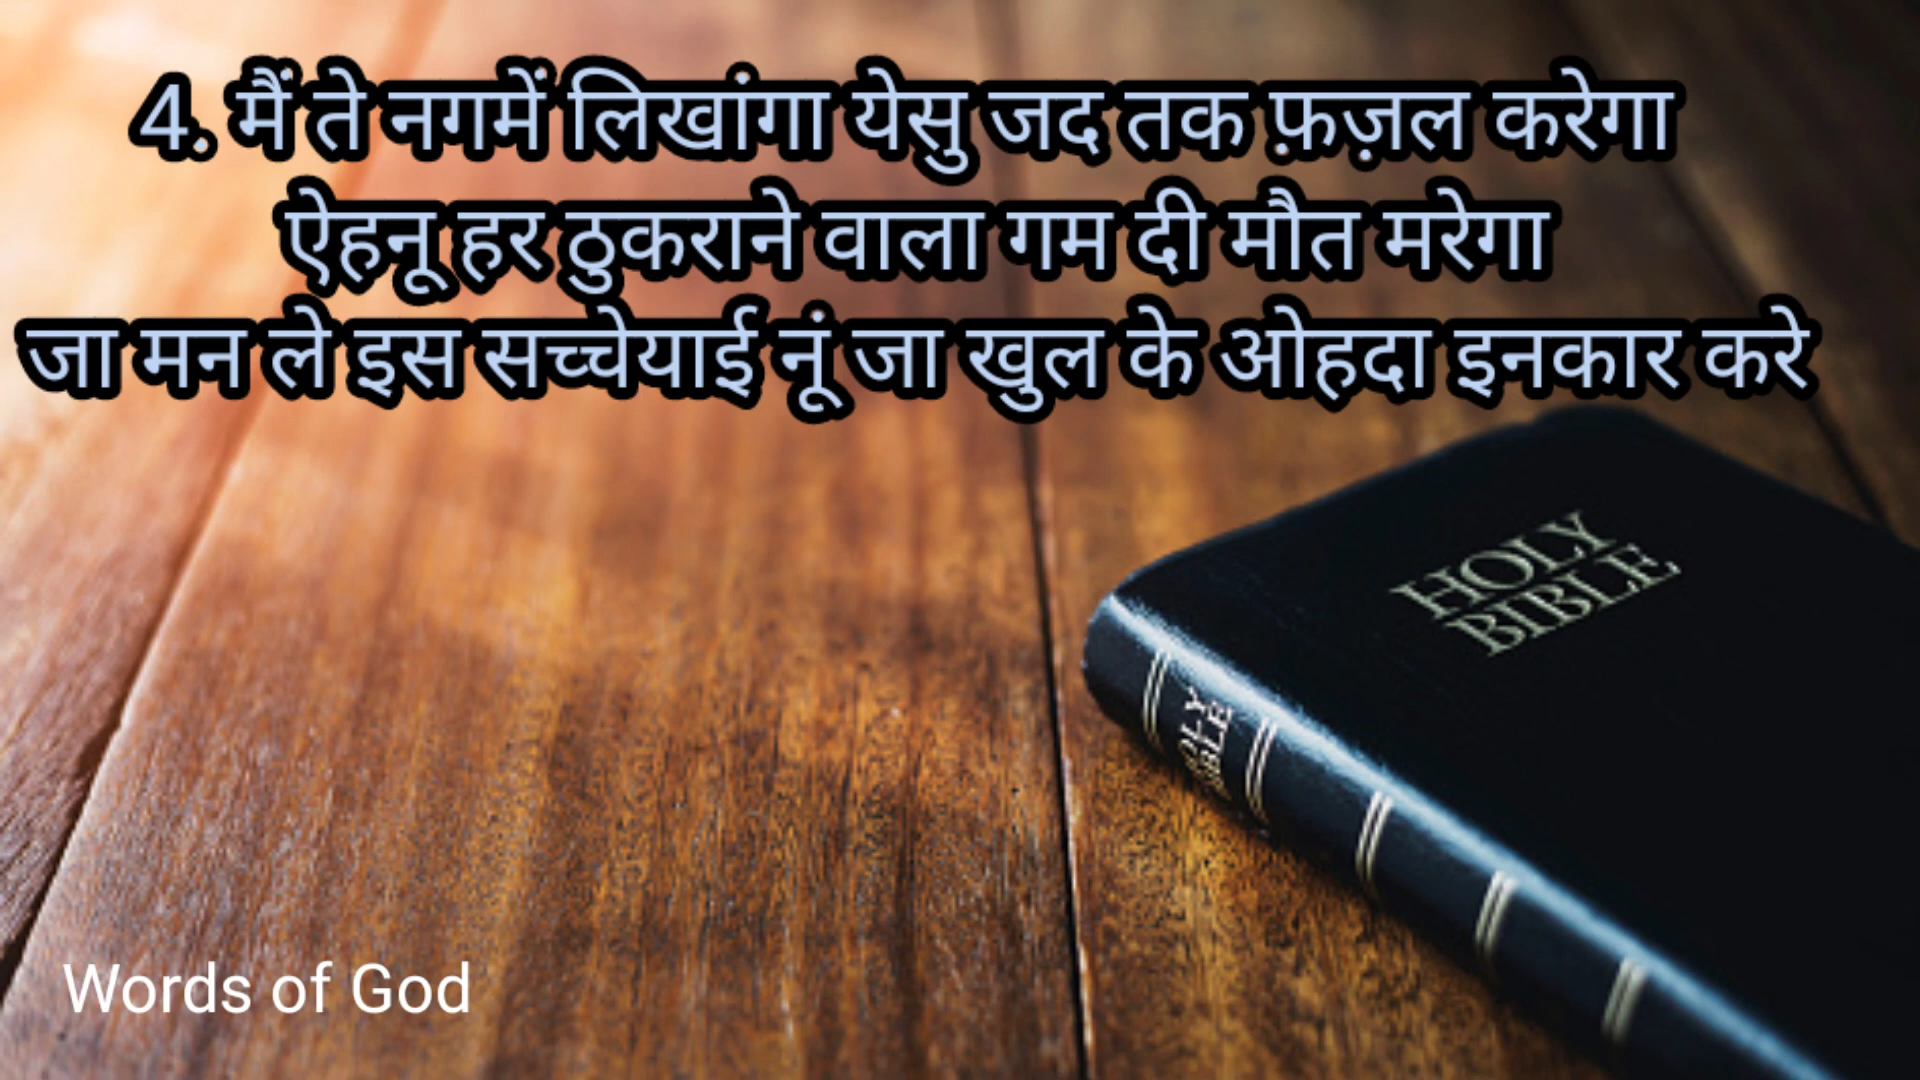 4. मैं ते नगमें लिखांगा येसु जद तक फ़ज़ल करेगा
ऐहनू हर ठुकराने वाला गम दी मौत मरेगा
जा मन ले इस सच्चेयाई नूं जा खुल के ओहदा इनकार करे
HOLY
BIBLE
HOLY
BIBLE
Words of God